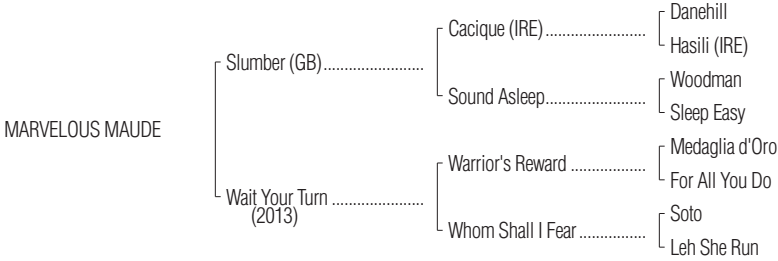 Danehill
Cacique (IRE)........................
Hasili (IRE)
Slumber (GB).......................
Woodman
Sound Asleep........................
Sleep Easy
MARVELOUS MAUDE
Medaglia d'Oro
Warrior's Reward ..................
For All You Do
Wait Your Turn .....................
(2013)
Soto
Whom Shall I Fear ................
Leh She Run